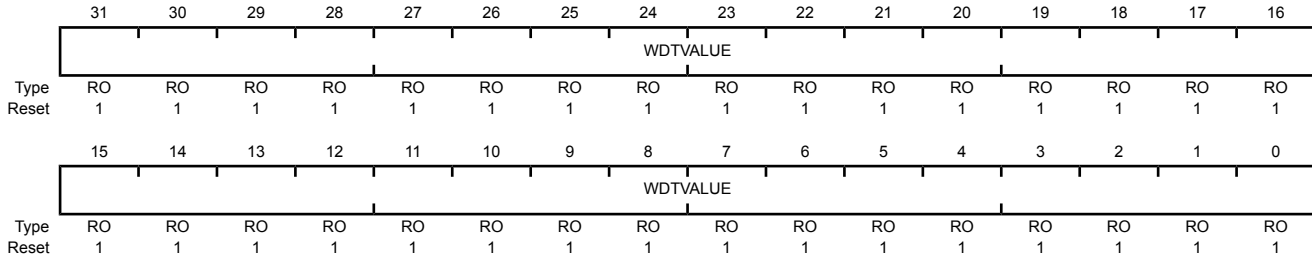 31 30 29 28 27 26 25 24 23 22 21 20 19 18 17 16
WDTVALUE
Type RO RO RO RO RO RO RO RO RO RO RO RO RO RO RO RO
Reset 1 1 1 1 1 1 1 1 1 1 1 1 1 1 1 1
15 14 13 12 11 10 9 8 7 6 5 4 3 2 1 0
WDTVALUE
Type RO RO RO RO RO RO RO RO RO RO RO RO RO RO RO RO
Reset 1 1 1 1 1 1 1 1 1 1 1 1 1 1 1 1